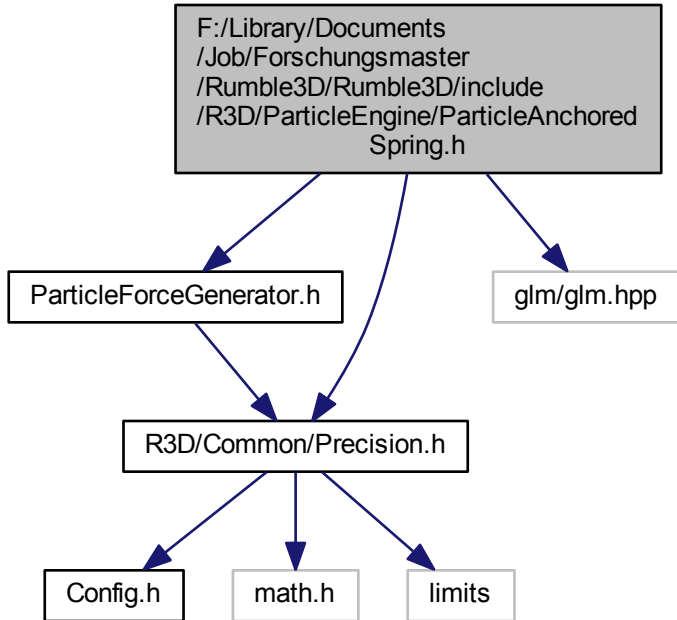 F:/Library/Documents
/Job/Forschungsmaster
/Rumble3D/Rumble3D/include
/R3D/ParticleEngine/ParticleAnchored
Spring.h
ParticleForceGenerator.h
glm/glm.hpp
R3D/Common/Precision.h
Config.h
math.h
limits